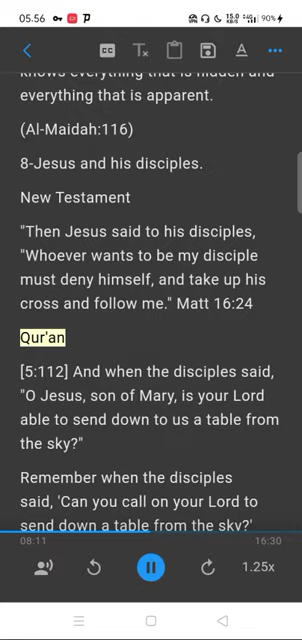 05.56
15.0 KB/S
90%
CC
knows everything that is hidden and
everything that is apparent.
(Al-Maidah:116)
8-Jesus and his disciples.
New Testament
"Then Jesus said to his disciples,
"Whoever wants to be my disciple
must deny himself, and take up his
cross and follow me." Matt 16:24
Qur'an
[5:112] And when the disciples said,
"O Jesus, son of Mary, is your Lord
able to send down to us a table from
the sky?"
Remember when the disciples
said, 'Can you call on your Lord to
send down a table from the sky?'
08:11
16:30
1.25x